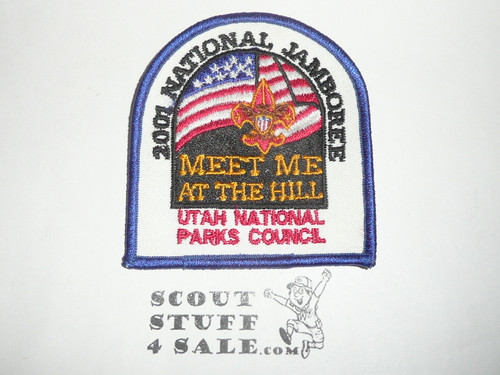 2001 NATIONAL JAMBOREE
MEET ME
AT THE HILL
UTAH NATIONAL
PARKS COUNCIL
SCOUT
STUFF
4 SALE.COM